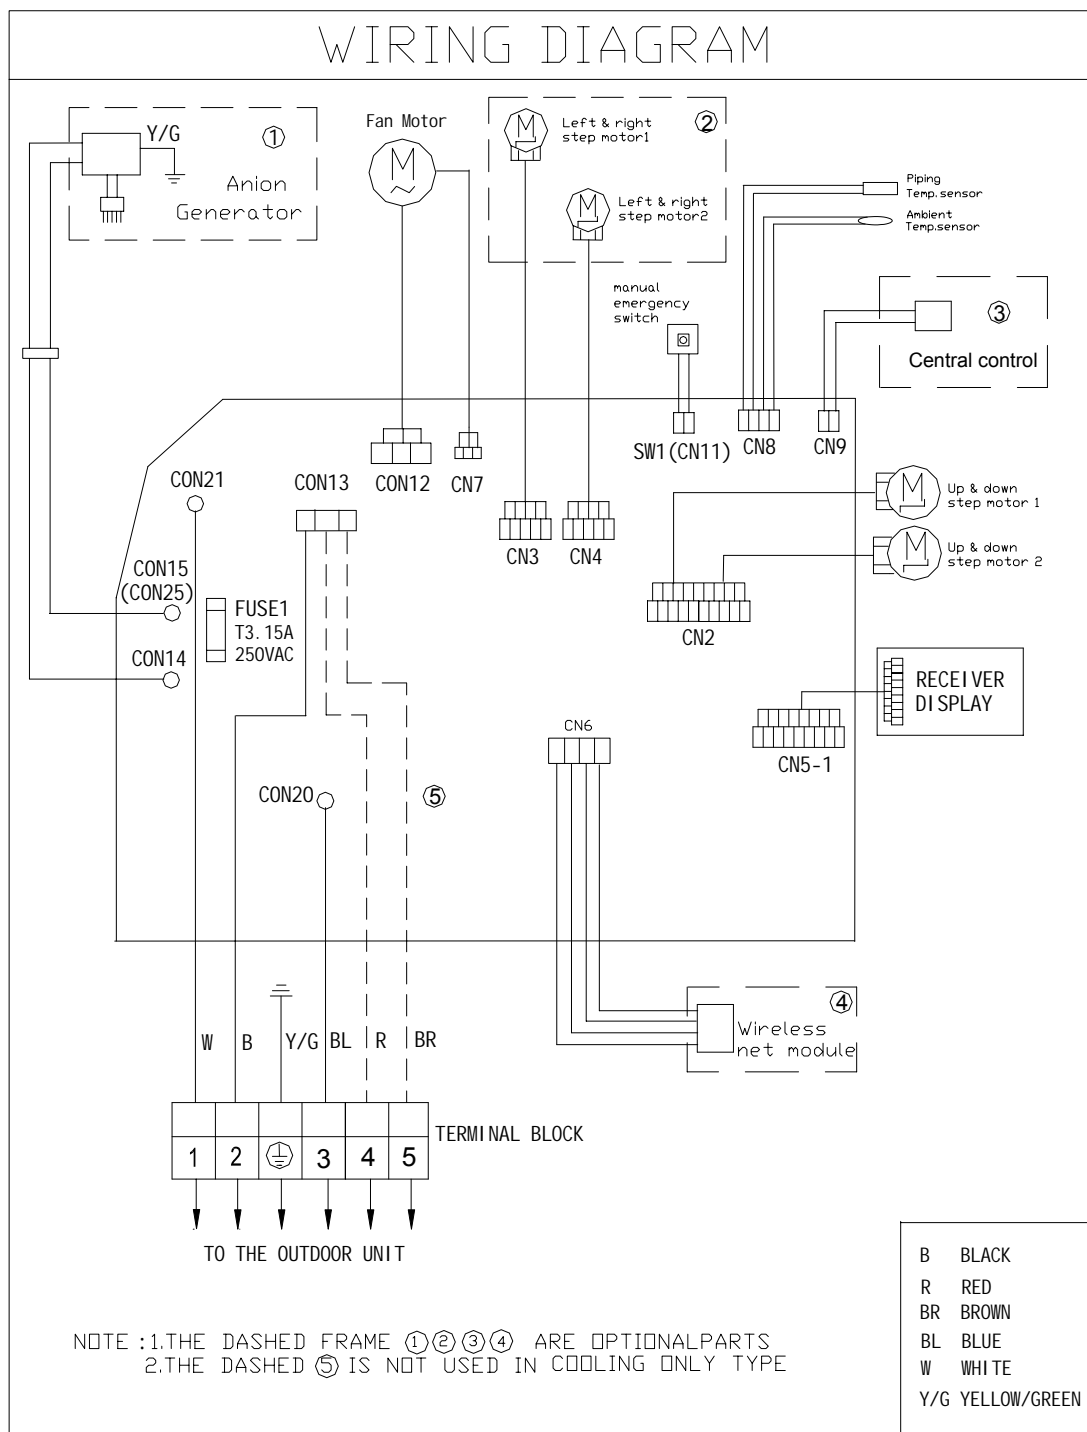 WIRING DIAGRAM
Y/G
①
Anion
Generator
Fan Motor
M
~
②
M
Left & right
step motor1
M
Left & right
step motor2
Piping
Temp.sensor
Ambient
Temp.sensor
manual
emergency
switch
③
Central control
SW1(CN11)
CN8
CN9
CON21
CON13
CON12
CN7
CN3
CN4
M
Up & down
step motor 1
M
Up & down
step motor 2
CON15
(CON25)
FUSE1
T3.15A
250VAC
CON14
CN2
RECEIVER
DISPLAY
CN6
CN5-1
CON20
⑤
④
Wireless
net module
W B Y/G BL R BR
TERMINAL BLOCK
1 2 3 4 5
TO THE OUTDOOR UNIT
B BLACK
R RED
BR BROWN
BL BLUE
W WHITE
Y/G YELLOW/GREEN
NOTE :1.THE DASHED FRAME ①②③④ ARE OPTIONALPARTS
2.THE DASHED ⑤ IS NOT USED IN COOLING ONLY TYPE